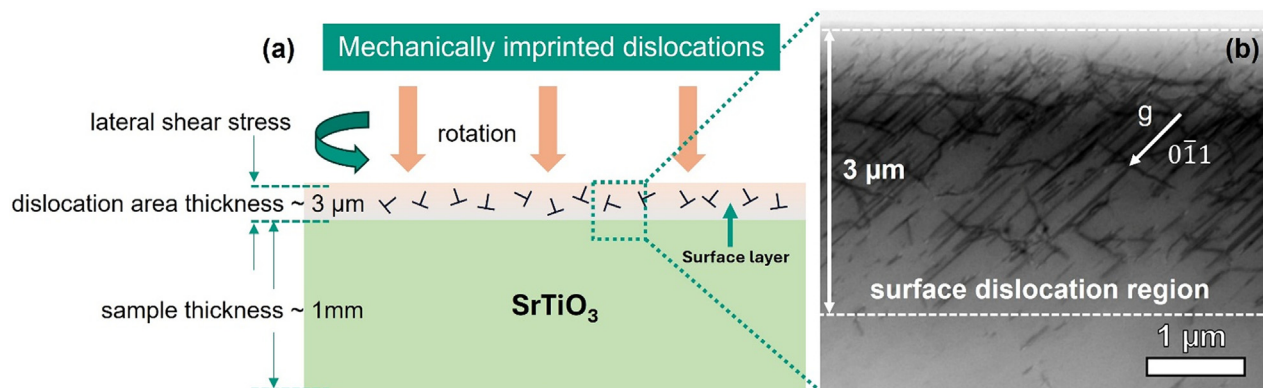 (a)
Mechanically imprinted dislocations
lateral shear stress
rotation
dislocation area thickness ~ 3 µm
Surface layer
sample thickness ~ 1mm
SrTiO₃
(b)
g
01̄1
3 µm
surface dislocation region
1 µm